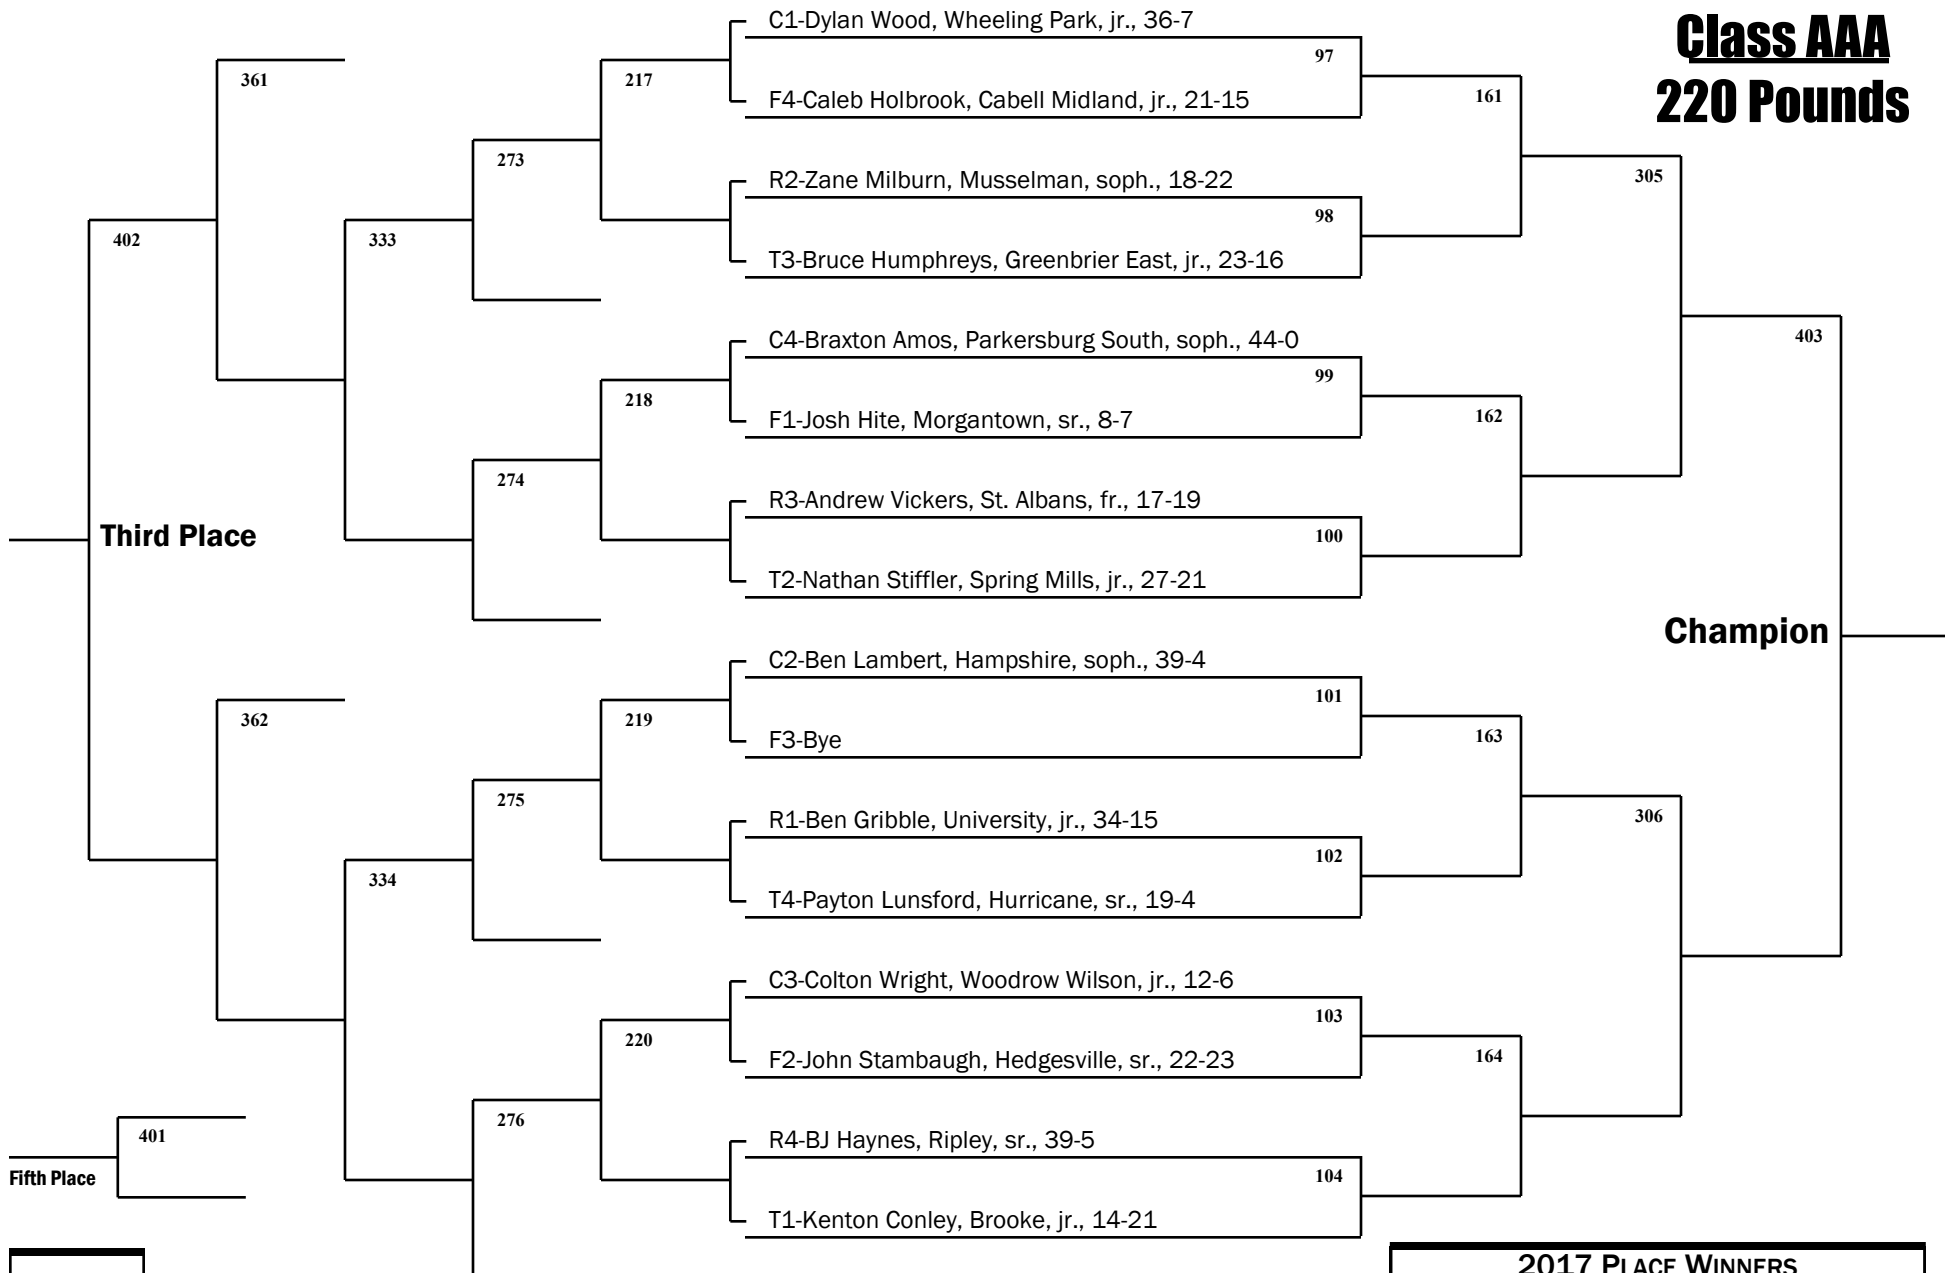 Class AAA
220 Pounds
C1-Dylan Wood, Wheeling Park, jr., 36-7
97
361
217
F4-Caleb Holbrook, Cabell Midland, jr., 21-15
161
273
R2-Zane Milburn, Musselman, soph., 18-22
305
98
402
333
T3-Bruce Humphreys, Greenbrier East, jr., 23-16
C4-Braxton Amos, Parkersburg South, soph., 44-0
403
99
218
F1-Josh Hite, Morgantown, sr., 8-7
162
274
R3-Andrew Vickers, St. Albans, fr., 17-19
Third Place
100
T2-Nathan Stiffler, Spring Mills, jr., 27-21
Champion
C2-Ben Lambert, Hampshire, soph., 39-4
101
362
219
F3-Bye
163
275
R1-Ben Gribble, University, jr., 34-15
306
102
334
T4-Payton Lunsford, Hurricane, sr., 19-4
C3-Colton Wright, Woodrow Wilson, jr., 12-6
103
220
F2-John Stambaugh, Hedgesville, sr., 22-23
164
276
401
R4-BJ Haynes, Ripley, sr., 39-5
Fifth Place
104
T1-Kenton Conley, Brooke, jr., 14-21
2017 PLACE WINNERS